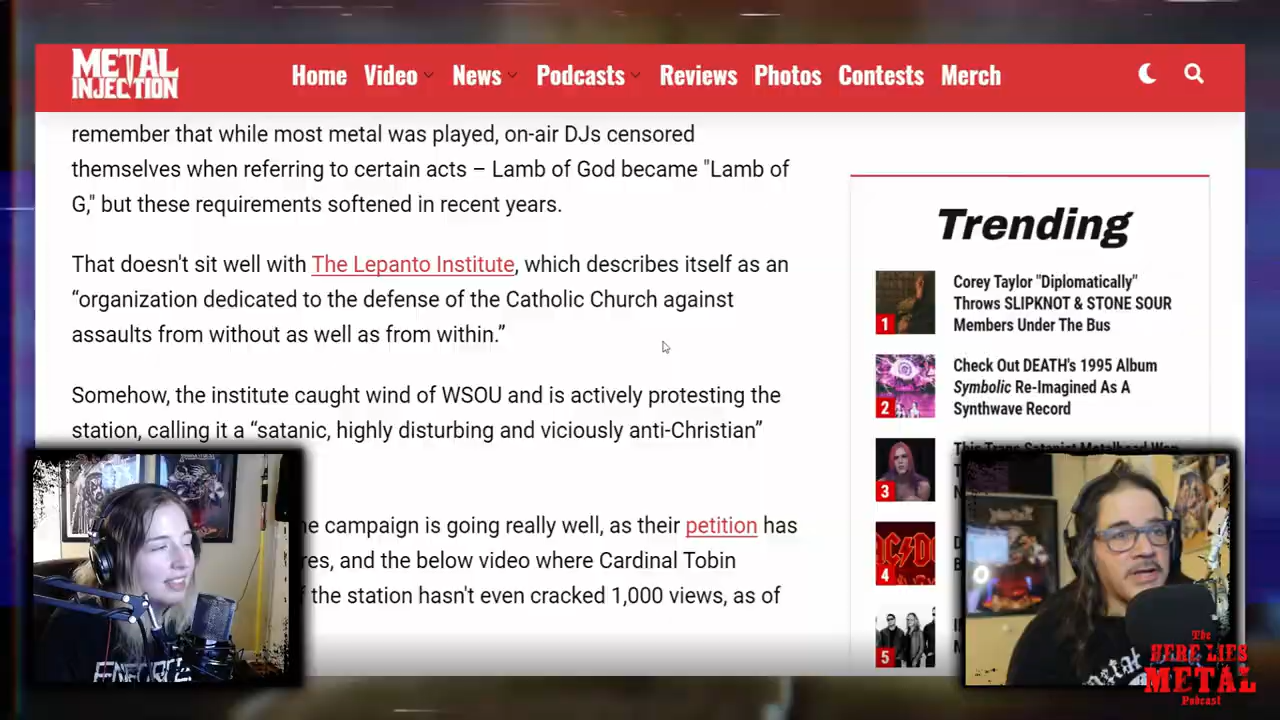 METAL
INJECTION
Home Video News Podcasts Reviews Photos Contests Merch
remember that while most metal was played, on-air DJs censored
themselves when referring to certain acts – Lamb of God became "Lamb of
G," but these requirements softened in recent years.
That doesn't sit well with The Lepanto Institute, which describes itself as an
“organization dedicated to the defense of the Catholic Church against
assaults from without as well as from within.”
Somehow, the institute caught wind of WSOU and is actively protesting the
station, calling it a “satanic, highly disturbing and viciously anti-Christian”
campaign is going really well, as their petition has
and the below video where Cardinal Tobin
the station hasn't even cracked 1,000 views, as of
Trending
1
Corey Taylor "Diplomatically"
Throws SLIPKNOT & STONE SOUR
Members Under The Bus
2
Check Out DEATH's 1995 Album
Symbolic Re-Imagined As A
Synthwave Record
3
This Trans Satanist Metalhead
4
5
The
HERE LIES
METAL
Podcast